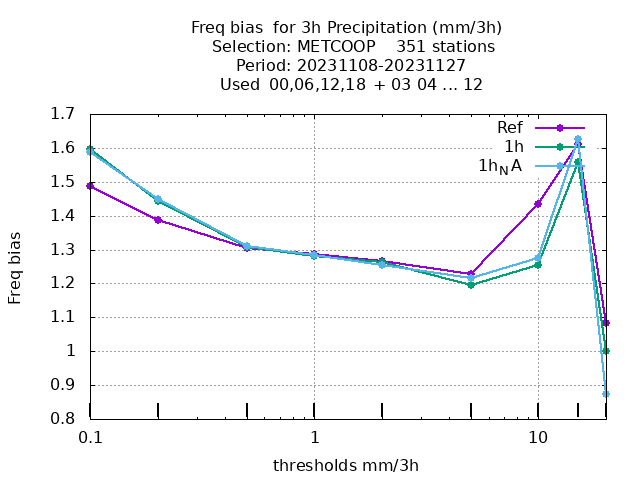 Freq bias  for 3h Precipitation (mm/3h)
Selection: METCOOP    351 stations
Period: 20231108-20231127
Used  00,06,12,18  + 03 04 ... 12
1.7
1.6
1.5
1.4
1.3
1.2
1.1
1
0.9
0.8
Freq bias
Ref
1h
1h_NA
0.1
1
10
thresholds mm/3h